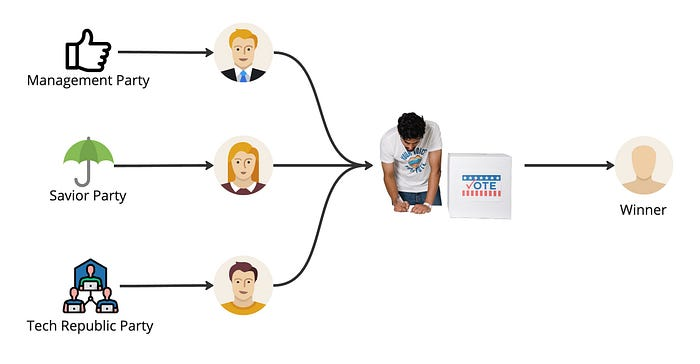 Management Party
Savior Party
Tech Republic Party
VOTE
Winner